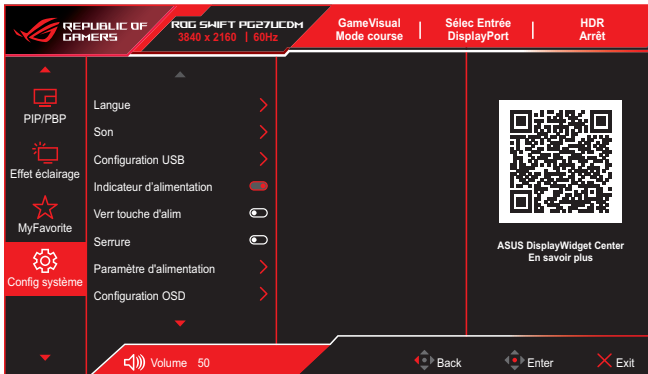 REPUBLIC OF
GAMERS
ROG SWIFT PG27UCDM
3840 x 2160 | 60Hz
GameVisual
Mode course
Sélec Entrée
DisplayPort
HDR
Arrêt
PIP/PBP
Effet éclairage
MyFavorite
Config système
Langue
Son
Configuration USB
Indicateur d'alimentation
Verr touche d'alim
Serrure
Paramètre d'alimentation
Configuration OSD
ASUS DisplayWidget Center
En savoir plus
Volume 50
Back
Enter
Exit